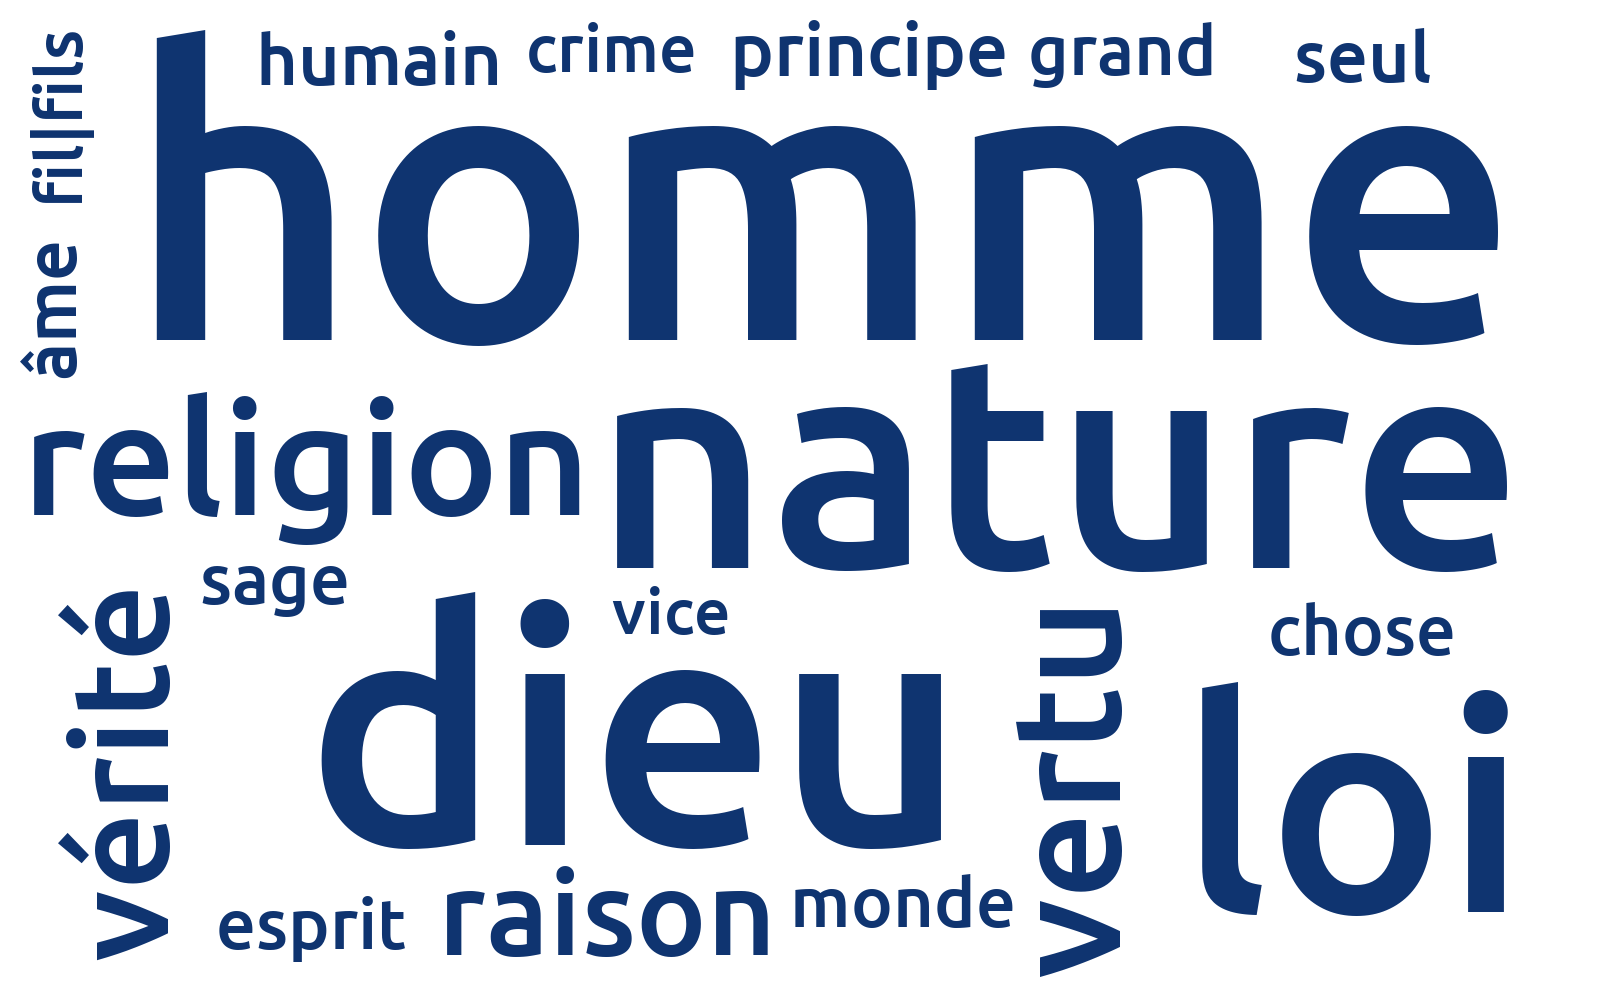 humain
crime
principe
grand
seul
fil|fils
homme
âme
religion
nature
sage
vice
chose
vérité
dieu
vertu
loi
esprit
raison
monde